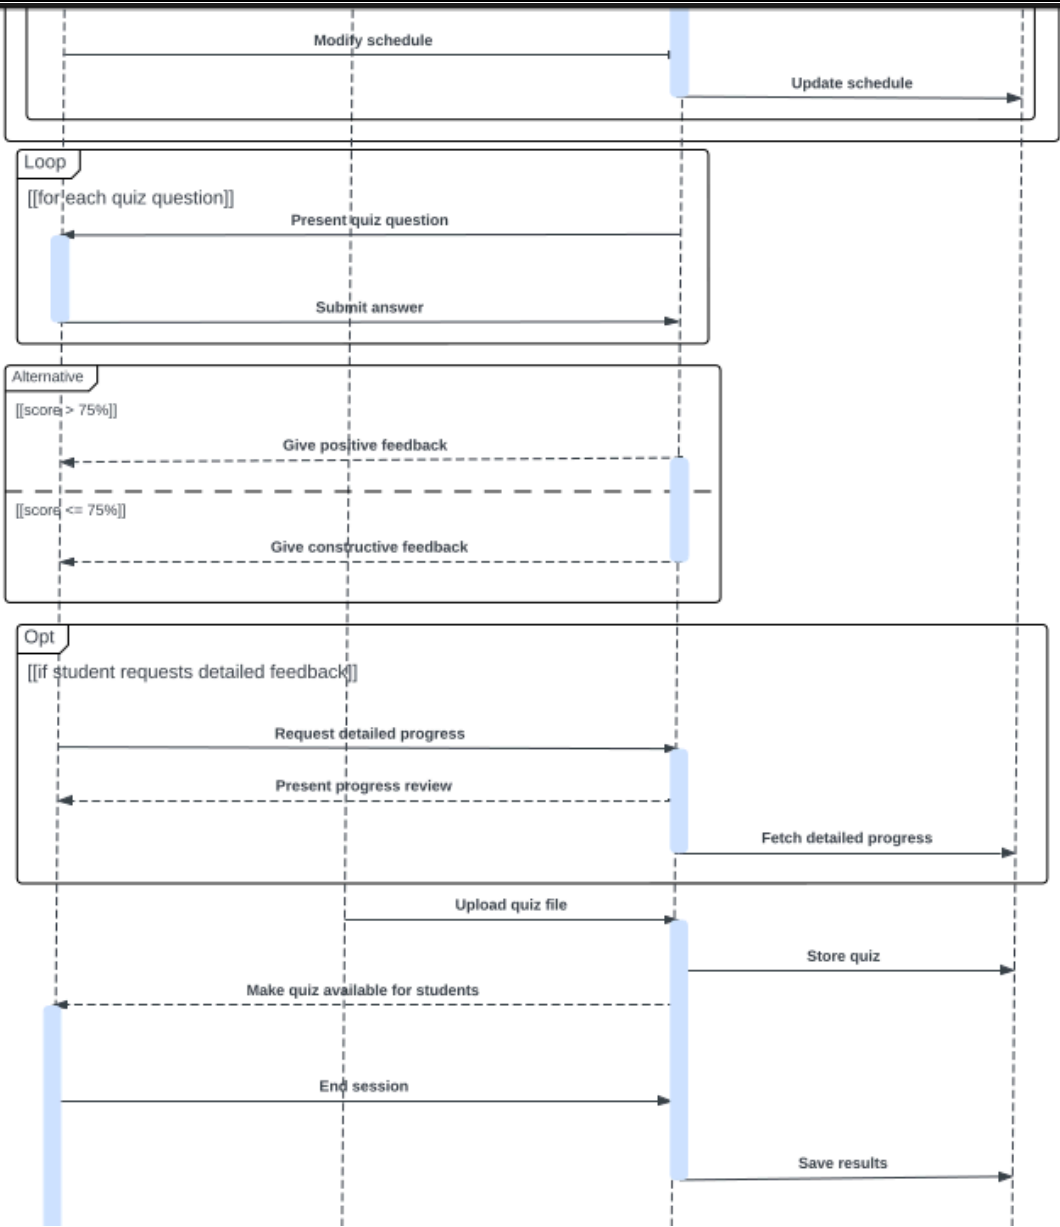 Modify schedule
Update schedule
Loop
[[for each quiz question]]
Present quiz question
Submit answer
Alternative
[[score > 75%]]
Give positive feedback
[[score <= 75%]]
Give constructive feedback
Opt
[[if student requests detailed feedback]]
Request detailed progress
Present progress review
Fetch detailed progress
Upload quiz file
Store quiz
Make quiz available for students
End session
Save results